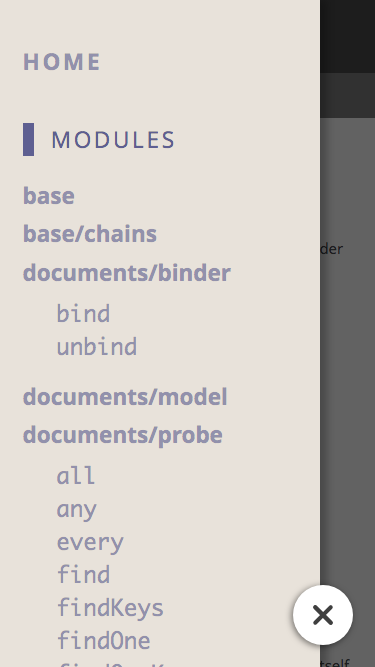 HOME
MODULES
base
base/chains
documents/binder
bind
unbind
documents/model
documents/probe
all
any
every
find
findKeys
findOne